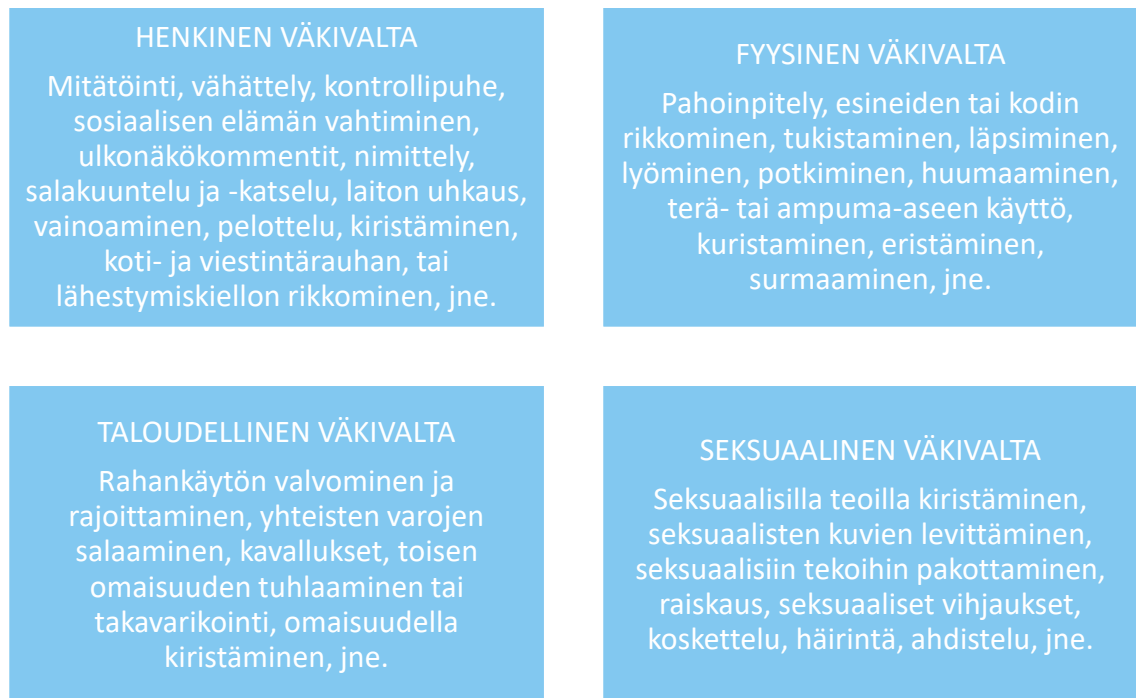 HENKINEN VÄKIVALTA
Mitätöinti, vähättely, kontrollipuhe,
sosiaalisen elämän vahtiminen,
ulkonäkökommentit, nimittely,
salakuuntelu ja -katselu, laiton uhkaus,
vainoaminen, pelottelu, kiristäminen,
koti- ja viestintärauhan, tai
lähestymiskiellon rikkominen, jne.
FYYSINEN VÄKIVALTA
Pahoinpitely, esineiden tai kodin
rikkominen, tukistaminen, läpsiminen,
lyöminen, potkiminen, huumaaminen,
terä- tai ampuma-aseen käyttö,
kuristaminen, eristäminen,
surmaaminen, jne.
TALOUDELLINEN VÄKIVALTA
Rahankäytön valvominen ja
rajoittaminen, yhteisten varojen
salaaminen, kavallukset, toisen
omaisuuden tuhlaaminen tai
takavarikointi, omaisuudella
kiristäminen, jne.
SEKSUAALINEN VÄKIVALTA
Seksuaalisilla teoilla kiristäminen,
seksuaalisten kuvien levittäminen,
seksuaalisiin tekoihin pakottaminen,
raiskaus, seksuaaliset vihjaukset,
koskettelu, häirintä, ahdistelu, jne.